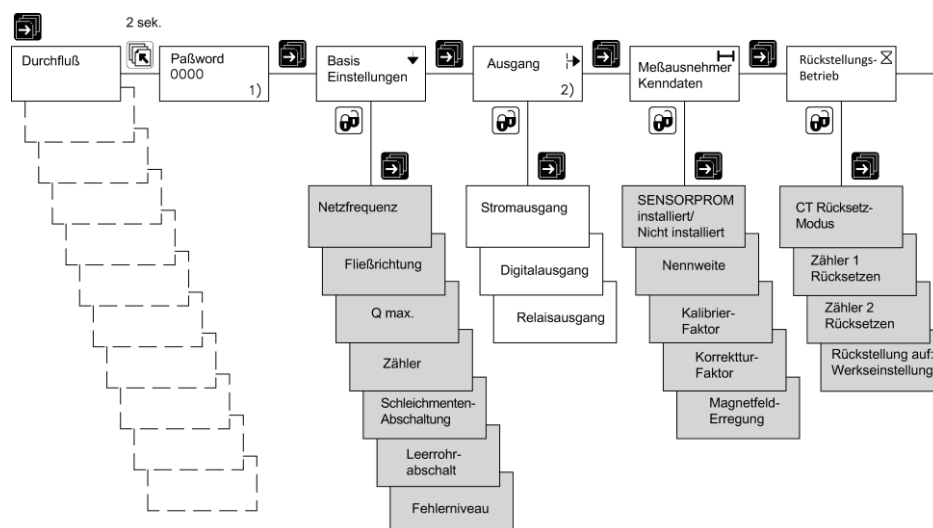 2 sek.
Durchfluß
Paßword
0000
1)
Basis
Einstellungen
Ausgang
2)
Meßausnehmer
Kenndaten
Rückstellungs-
Betrieb
Netzfrequenz
Fließrichtung
Q max.
Zähler
Schleichmenten-
Abschaltung
Leerrohr-
abschalt
Fehlerniveau
Stromausgang
Digitalausgang
Relaisausgang
SENSORPROM
installiert/
Nicht installiert
Nennweite
Kalibrier-
Faktor
Korrekttur-
Faktor
Magnetfeld-
Erregung
CT Rücksetz-
Modus
Zähler 1
Rücksetzen
Zähler 2
Rücksetzen
Rückstellung auf:
Werkseinstellung